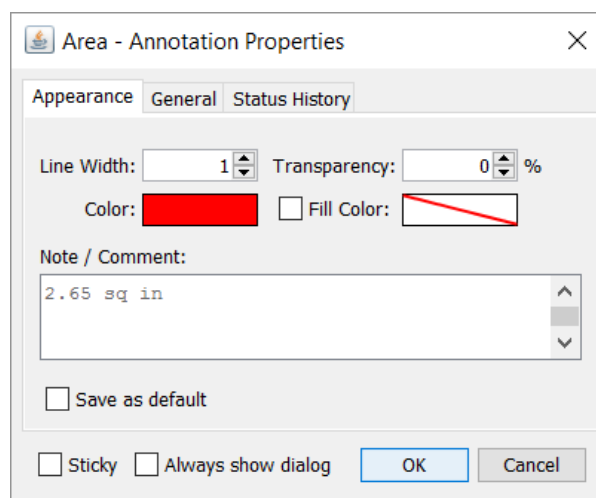 Area - Annotation Properties
Appearance General Status History
Line Width: 1 Transparency: 0 %
Color: Fill Color:
Note / Comment:
2.65 sq in
Save as default
Sticky Always show dialog OK Cancel